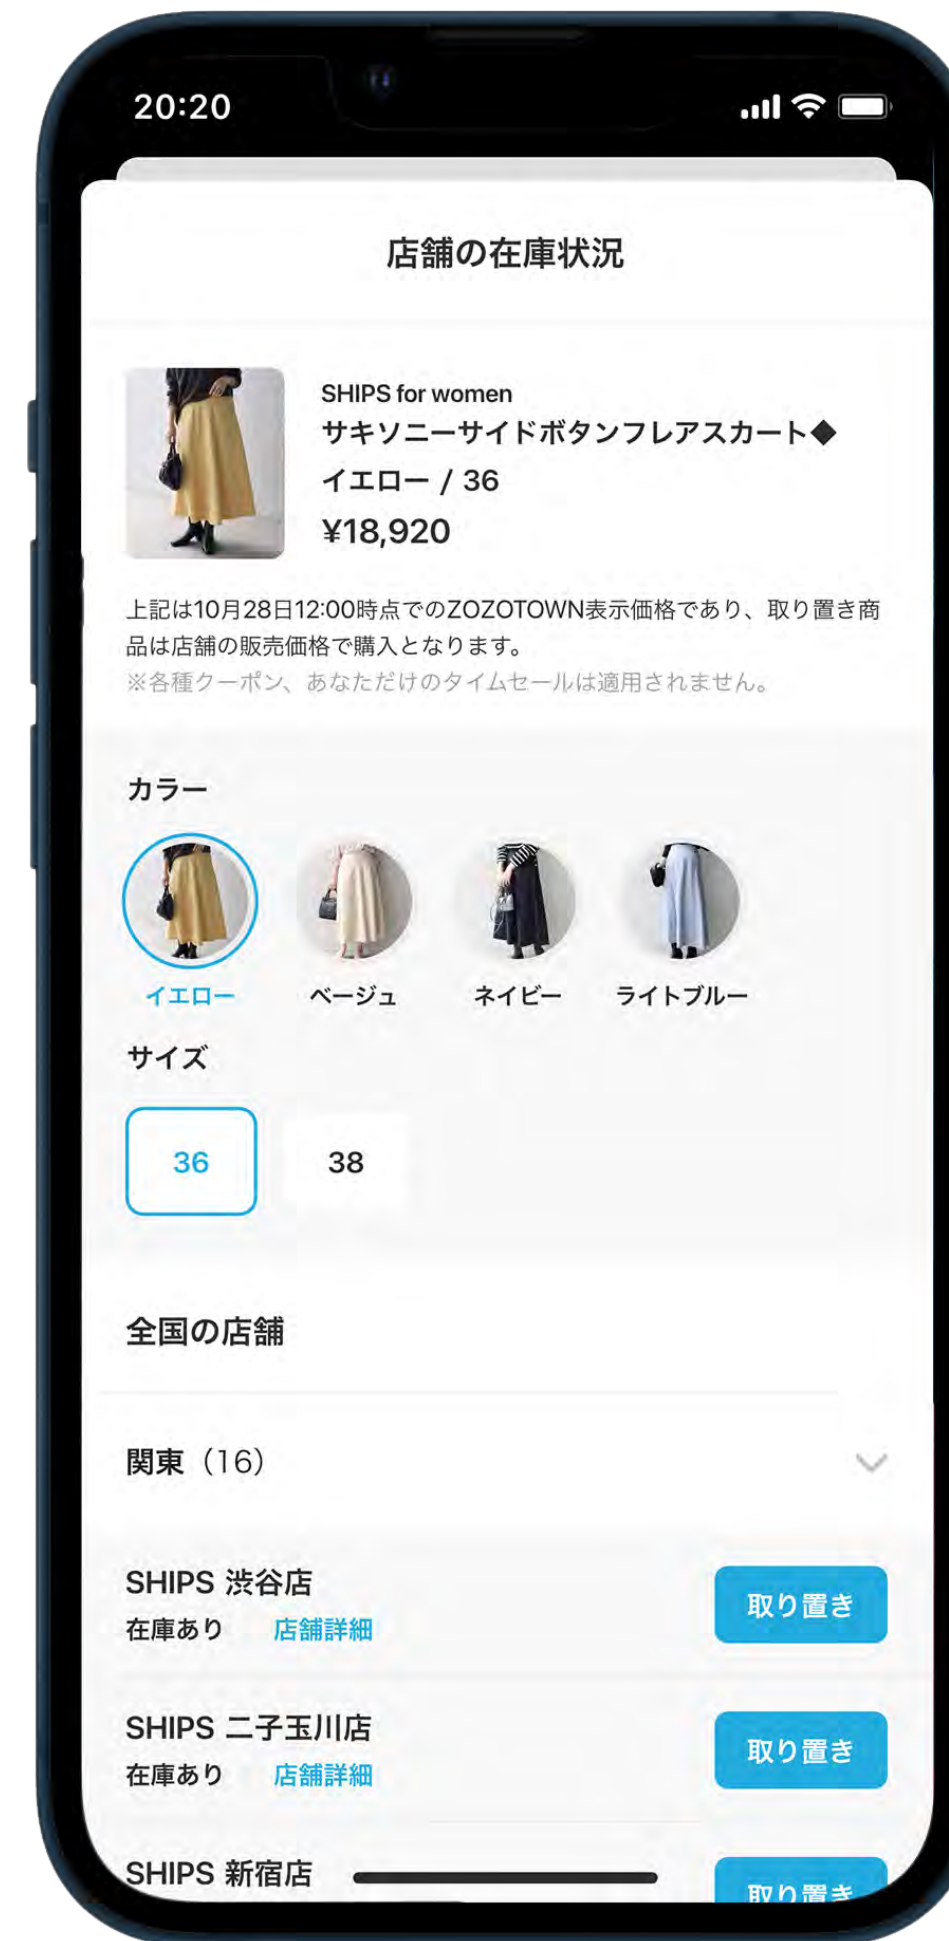 20:20
店舗の在庫状況
SHIPS for women
サキソニーサイドボタンフレアスカート◆
イエロー / 36
¥18,920
上記は10月28日12:00時点でのZOZOTOWN表示価格であり、取り置き商
品は店舗の販売価格で購入となります。
※各種クーポン、あなただけのタイムセールは適用されません。
カラー
イエロー ベージュ ネイビー ライトブルー
サイズ
36 38
全国の店舗
関東（16）
SHIPS 渋谷店
在庫あり 店舗詳細
取り置き
SHIPS 二子玉川店
在庫あり 店舗詳細
取り置き
SHIPS 新宿店
取り置き